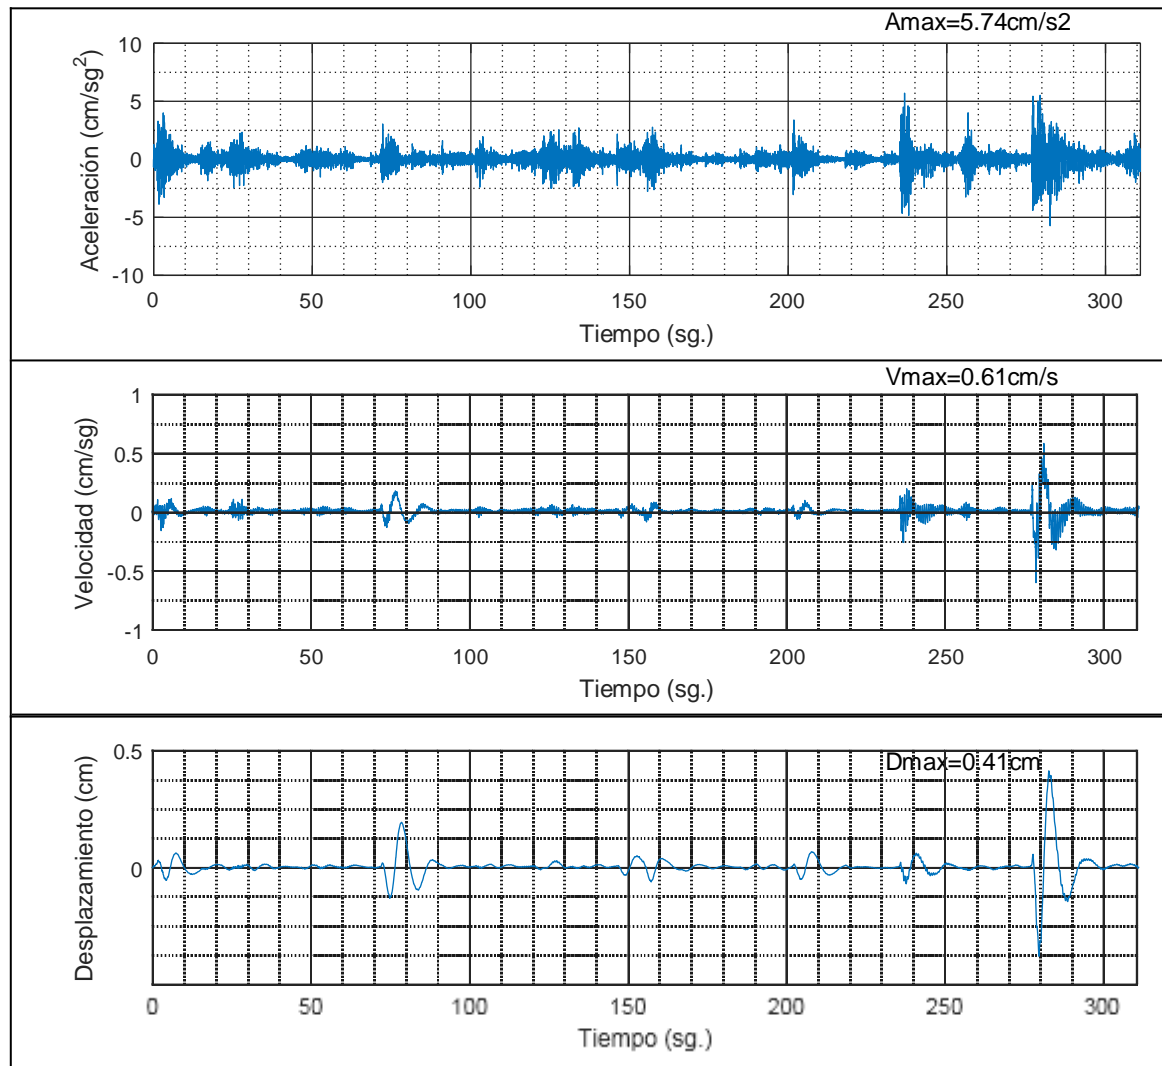 Amax=5.74cm/s2
Aceleración (cm/sg²)
10
5
0
-5
-10
0 50 100 150 200 250 300
Tiempo (sg.)
Vmax=0.61cm/s
Velocidad (cm/sg)
1
0.5
0
-0.5
-1
0 50 100 150 200 250 300
Tiempo (sg.)
Dmax=0.41cm
Desplazamiento (cm)
0.5
0
0 50 100 150 200 250 300
Tiempo (sg.)